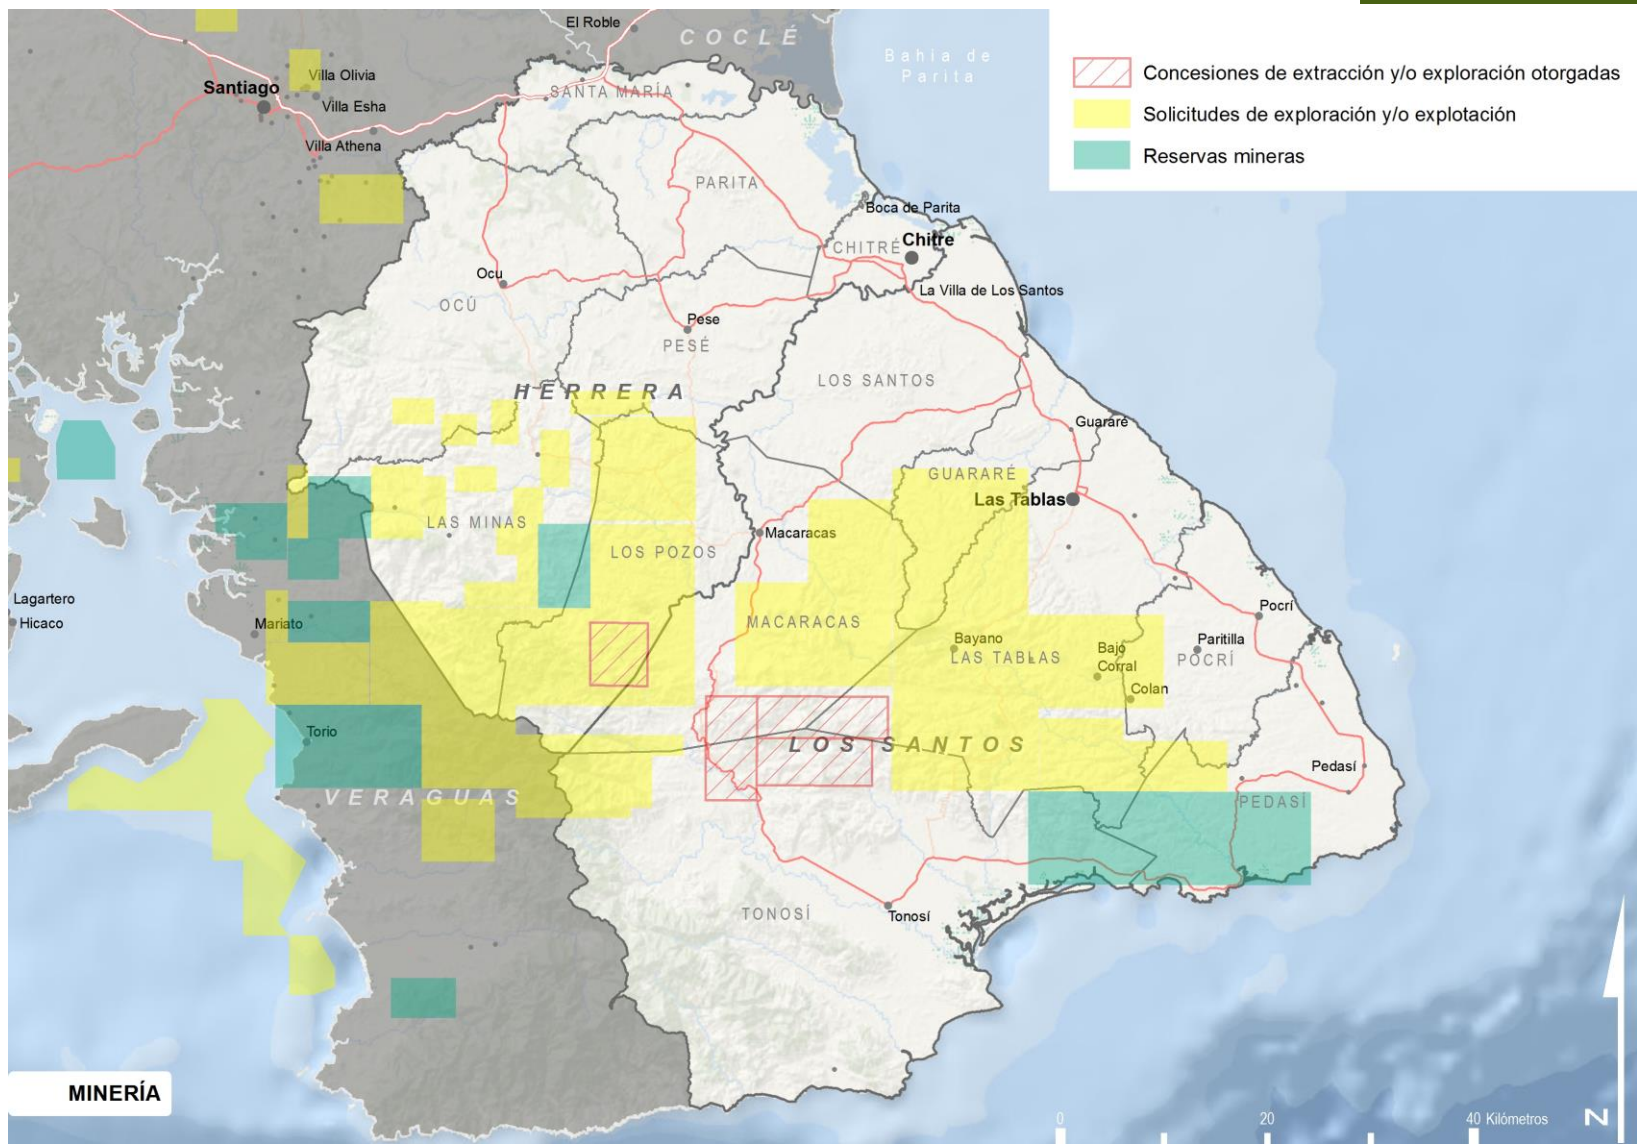 El Roble
COCLÉ
Bahia de
Parita
Concesiones de extracción y/o exploración otorgadas
Solicitudes de exploración y/o explotación
Reservas mineras
Villa Olivia
Santiago
Villa Esha
SANTA MARÍA
Villa Athena
PARITA
Boca de Parita
CHITRÉ
Chitre
Ocu
La Villa de Los Santos
OCÚ
Pese
PESÉ
LOS SANTOS
HERRERA
Guararé
GUARARÉ
Las Tablas
LAS MINAS
Macaracas
LOS POZOS
Lagartero
Hicaco
Mariato
MACARACAS
Pocrí
Bayano
Paritilla
LAS TABLAS
Bajo
Corral
POCRÍ
Colan
Torio
LOS SANTOS
Pedasí
VERAGUAS
PEDASÍ
TONOSÍ
Tonosí
MINERÍA
0
20
40 Kilómetros
N